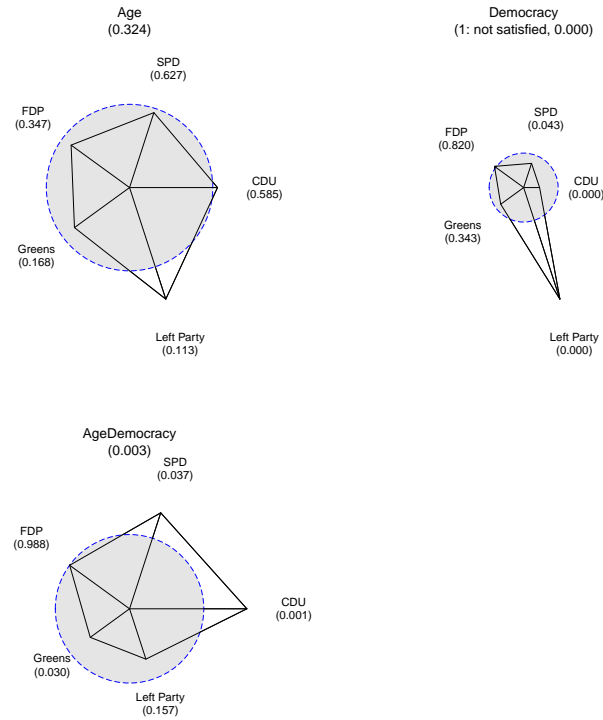 Age
(0.324)
SPD
(0.627)
FDP
(0.347)
CDU
(0.585)
Greens
(0.168)
Left Party
(0.113)
Democracy
(1: not satisfied, 0.000)
SPD
(0.043)
FDP
(0.820)
CDU
(0.000)
Greens
(0.343)
Left Party
(0.000)
AgeDemocracy
(0.003)
SPD
(0.037)
FDP
(0.988)
CDU
(0.001)
Greens
(0.030)
Left Party
(0.157)